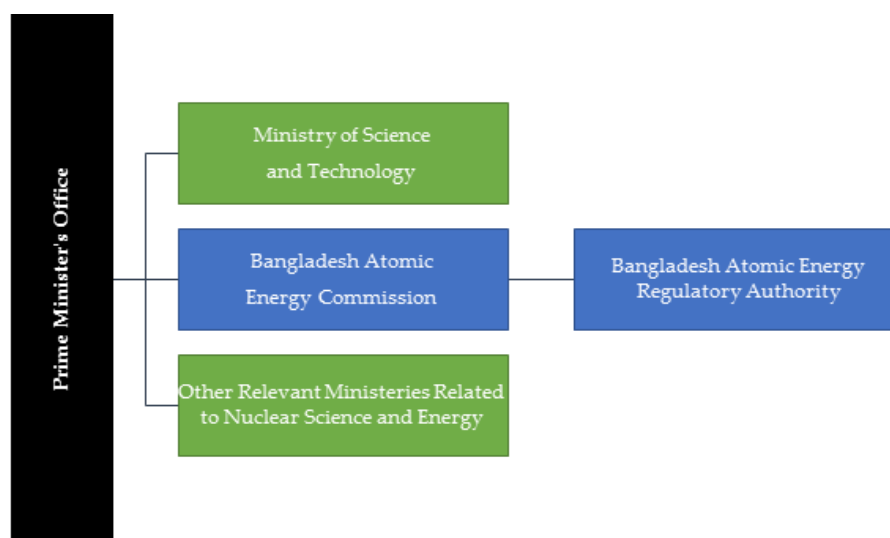 Prime Minister's Office
Ministry of Science
and Technology
Bangladesh Atomic
Energy Commission
Bangladesh Atomic Energy
Regulatory Authority
Other Relevant Ministeries Related
to Nuclear Science and Energy